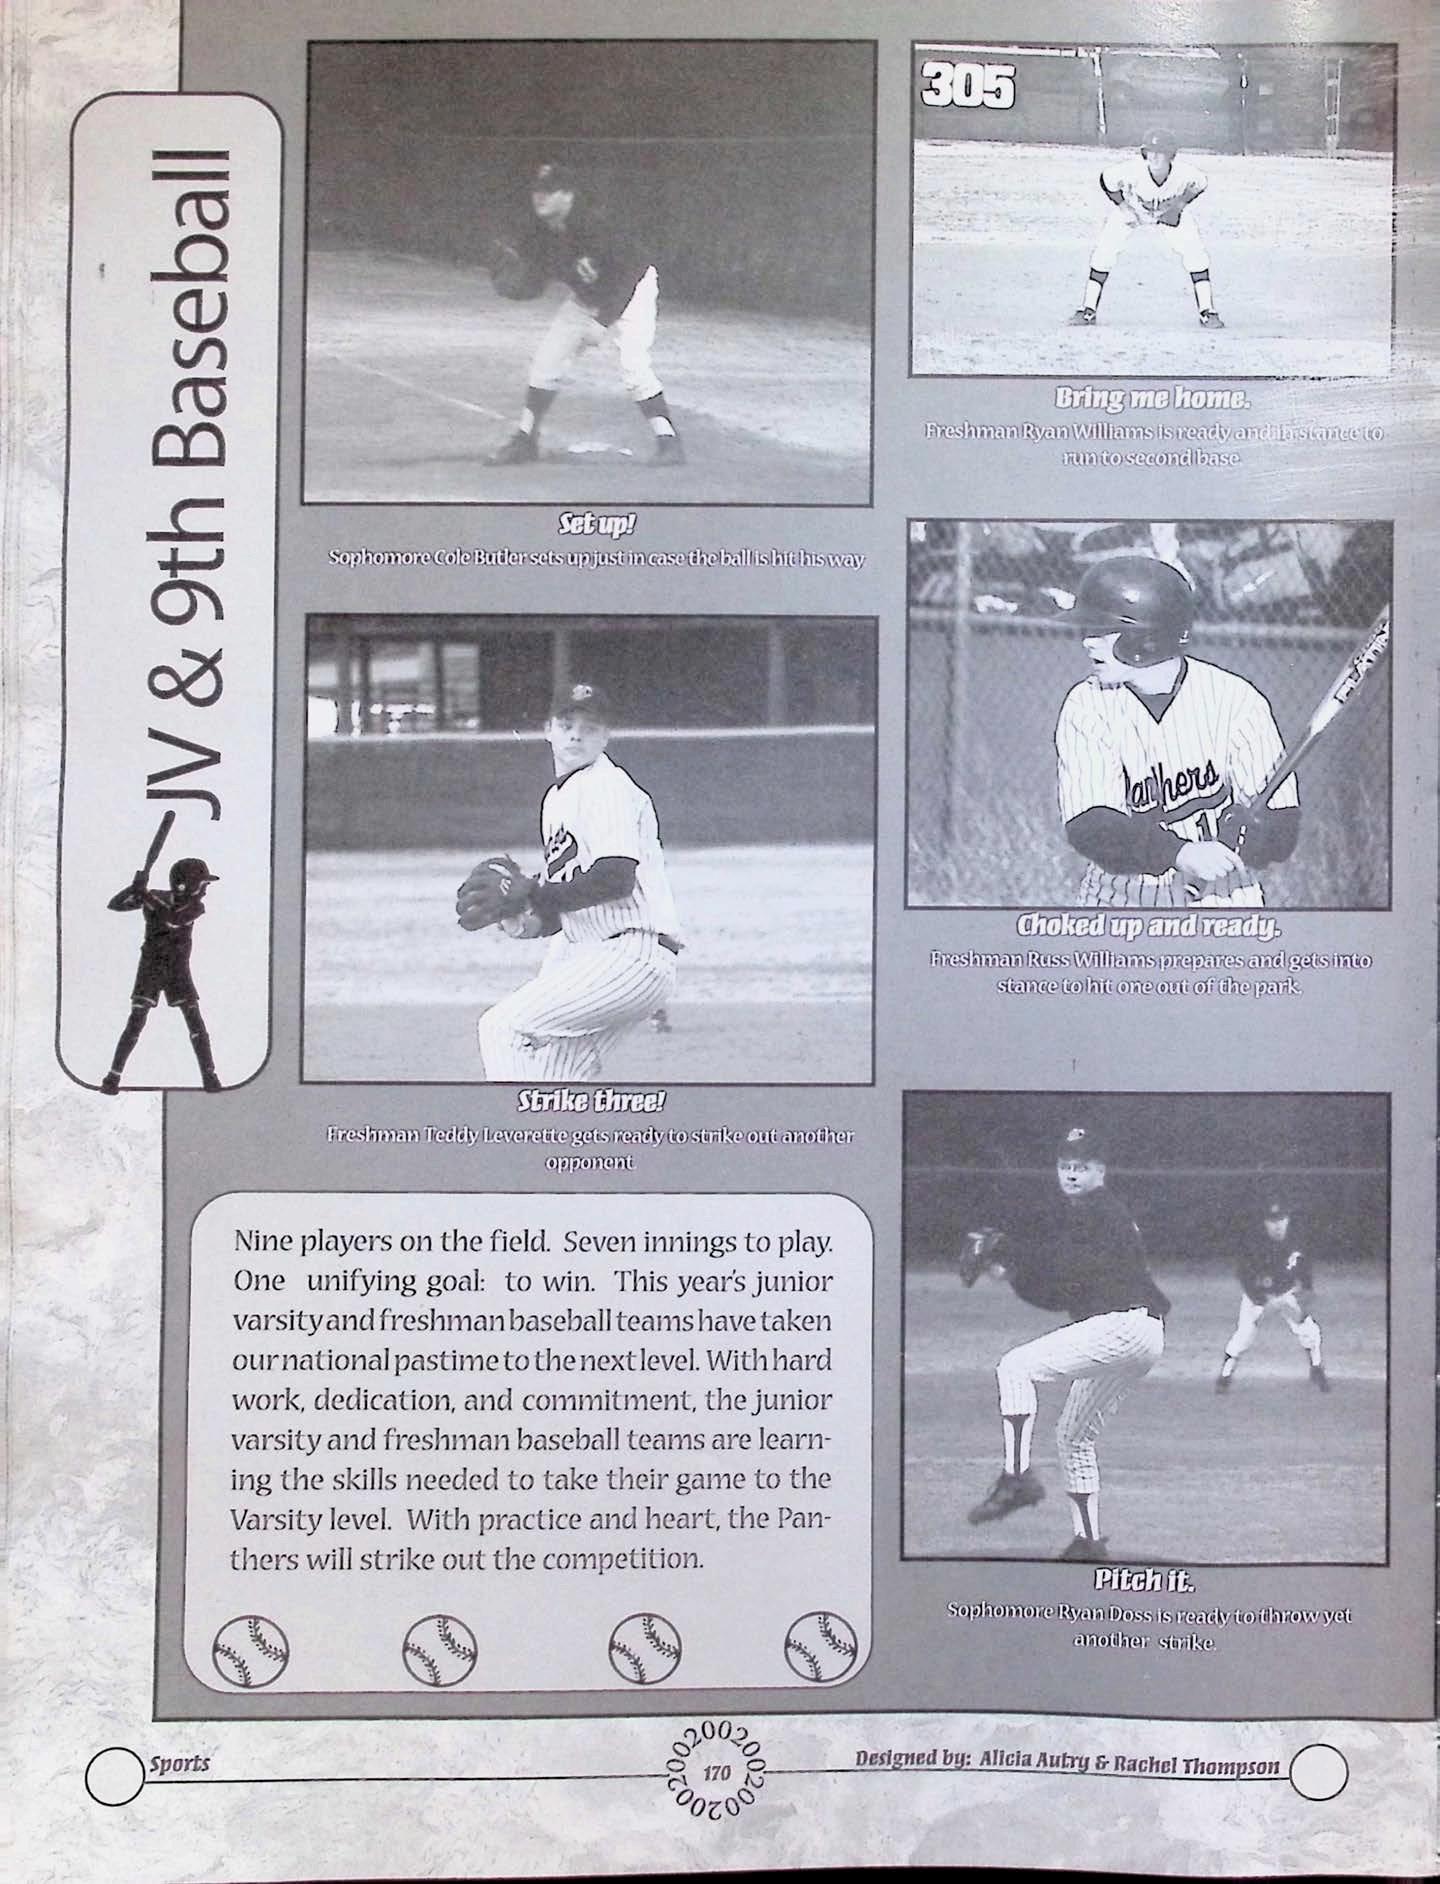 JV & 9th Baseball
Set up!
Sophomore Cole Butler sets up just in case the ball is hit his way
305
Bring me home.
Freshman Ryan Williams is ready and in stance to
run to second base.
Strike three!
Freshman Teddy Leverette gets ready to strike out another
opponent.
Panthers
1
Choked up and ready.
Freshman Russ Williams prepares and gets into
stance to hit one out of the park.
Nine players on the field. Seven innings to play.
One unifying goal: to win. This year's junior
varsity and freshman baseball teams have taken
our national pastime to the next level. With hard
work, dedication, and commitment, the junior
varsity and freshman baseball teams are learn-
ing the skills needed to take their game to the
Varsity level. With practice and heart, the Pan-
thers will strike out the competition.
Pitch it.
Sophomore Ryan Doss is ready to throw yet
another strike.
Sports
2002002002002002
170
Designed by: Alicia Autry & Rachel Thompson